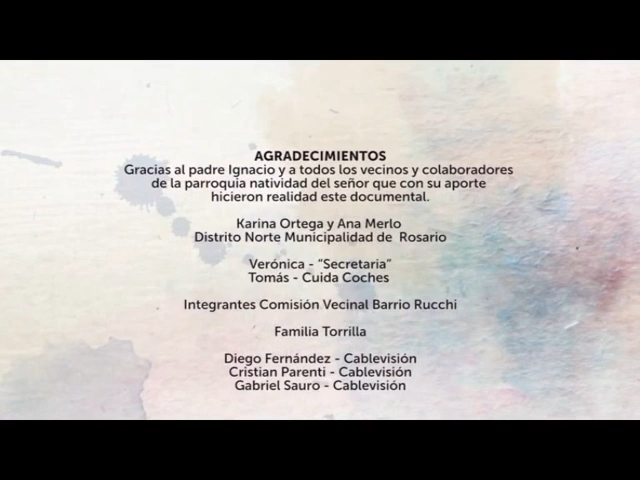 AGRADECIMIENTOS
Gracias al padre Ignacio y a todos los vecinos y colaboradores
de la parroquia natividad del señor que con su aporte
hicieron realidad este documental.
Karina Ortega y Ana Merlo
Distrito Norte Municipalidad de Rosario
Verónica - "Secretaria"
Tomás - Cuida Coches
Integrantes Comisión Vecinal Barrio Rucchi
Familia Torrilla
Diego Fernández - Cablevisión
Cristian Parenti - Cablevisión
Gabriel Sauro - Cablevisión